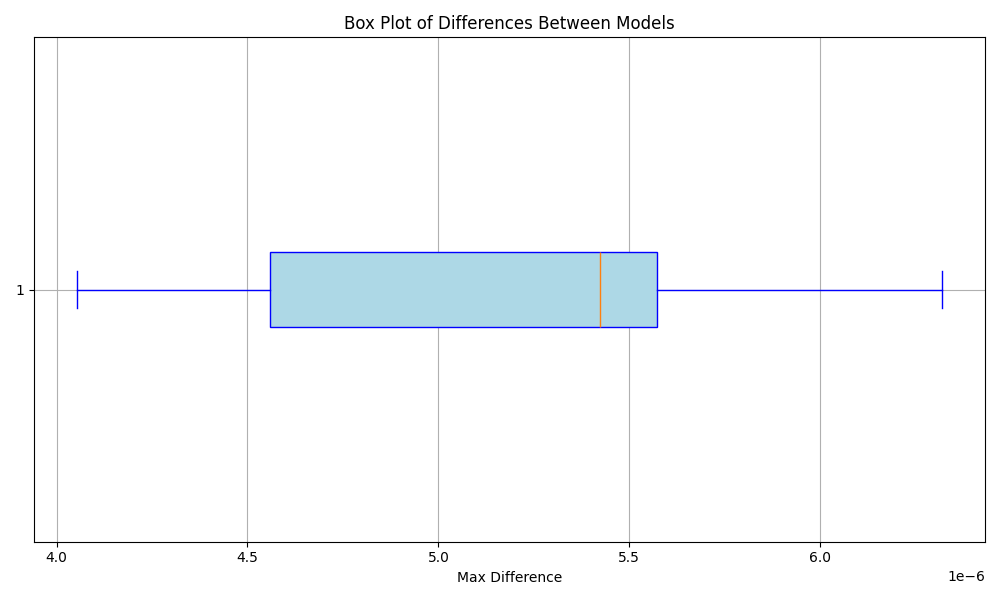 Box Plot of Differences Between Models
1
4.0 4.5 5.0 5.5 6.0
Max Difference
1e−6